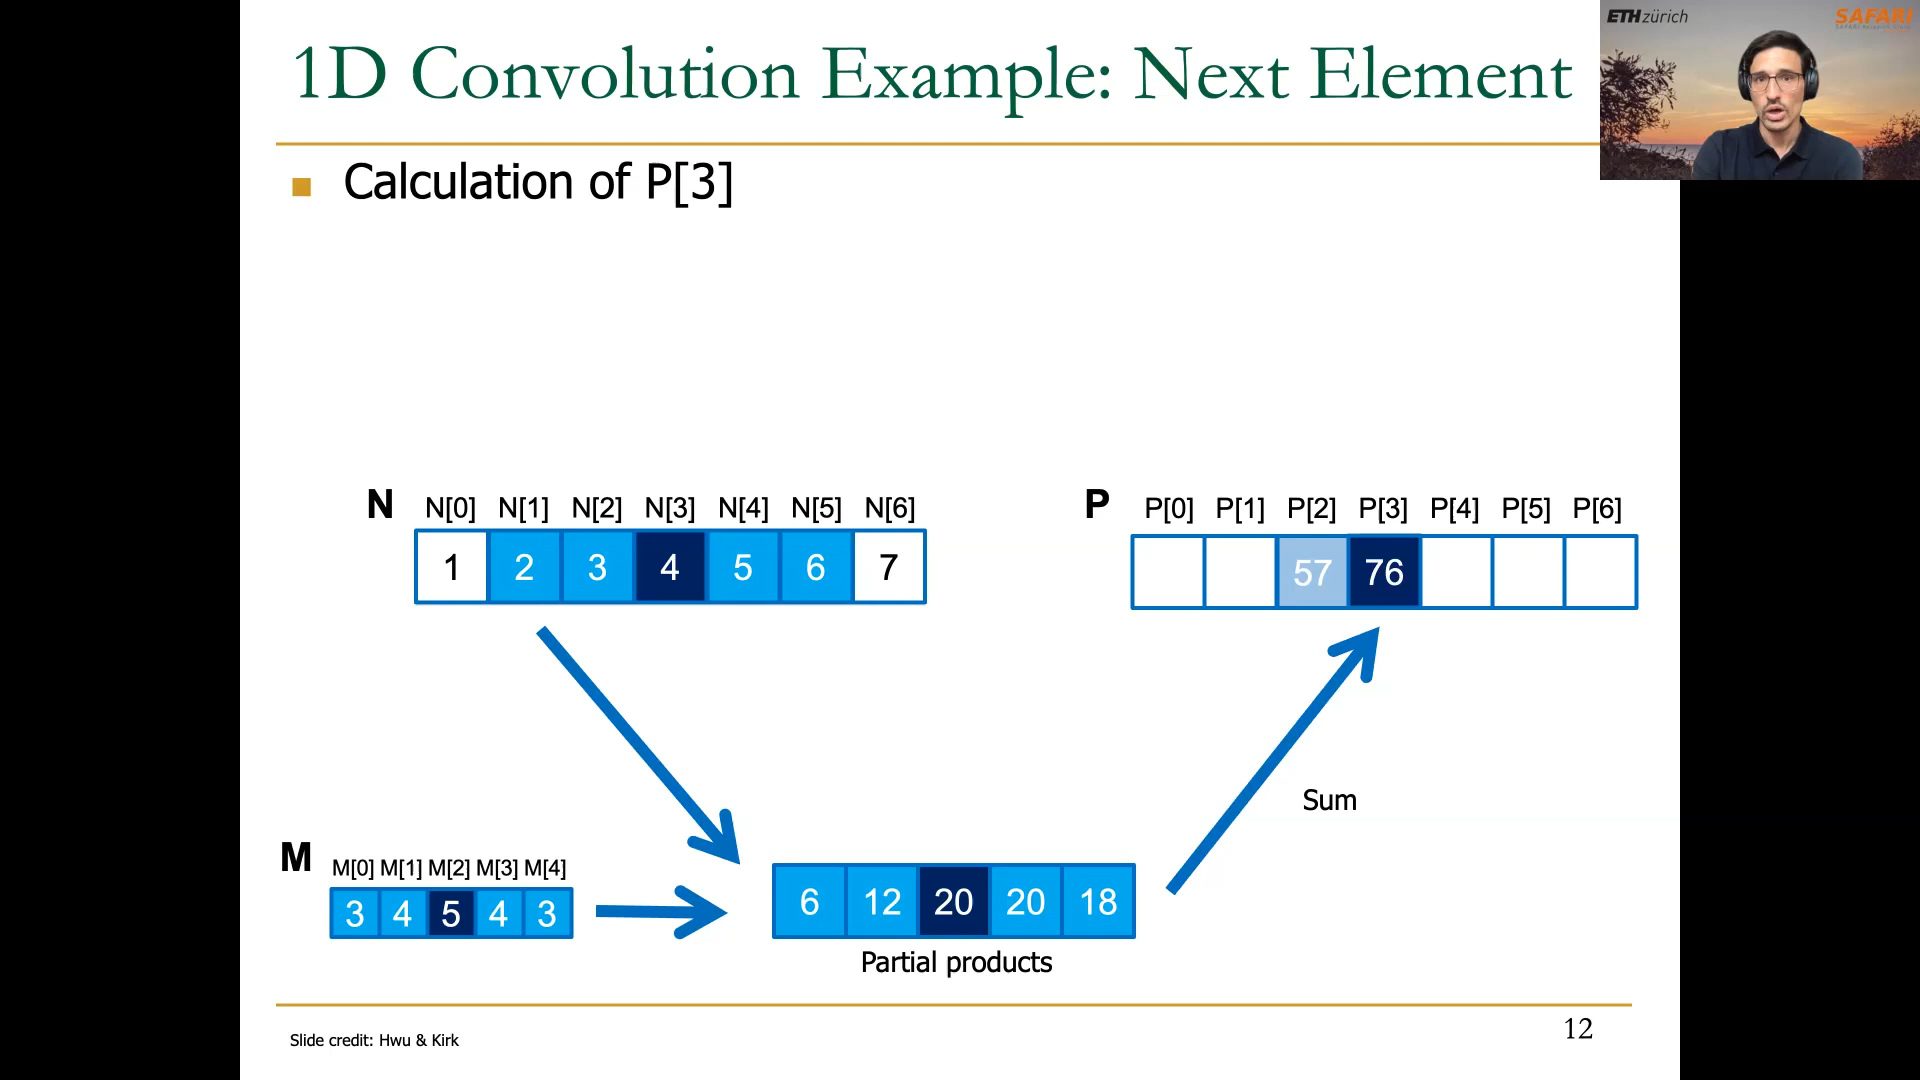 1D Convolution Example: Next Element
ETH zürich
SAFARI
Calculation of P[3]
N N[0] N[1] N[2] N[3] N[4] N[5] N[6]
1 2 3 4 5 6 7
P P[0] P[1] P[2] P[3] P[4] P[5] P[6]
57 76
Sum
M M[0] M[1] M[2] M[3] M[4]
3 4 5 4 3
6 12 20 20 18
Partial products
Slide credit: Hwu & Kirk
12